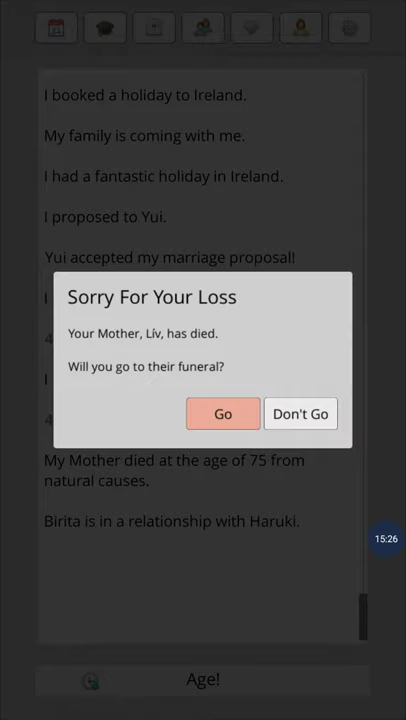 I booked a holiday to Ireland.
My family is coming with me.
I had a fantastic holiday in Ireland.
I proposed to Yui.
Yui accepted my marriage proposal!
I
4
I
4
Sorry For Your Loss
Your Mother, Lív, has died.
Will you go to their funeral?
Go
Don't Go
My Mother died at the age of 75 from
natural causes.
Birita is in a relationship with Haruki.
15:26
Age!